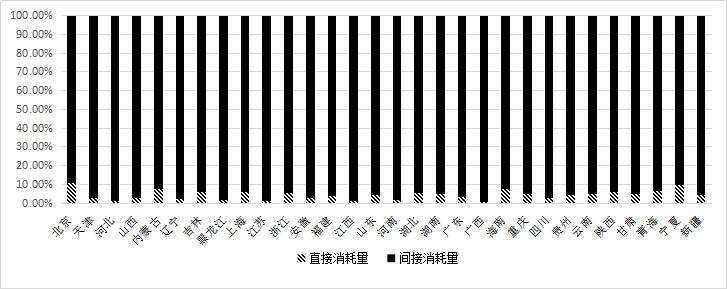 100.00%
90.00%
80.00%
70.00%
60.00%
50.00%
40.00%
30.00%
20.00%
10.00%
0.00%
北京
天津
河北
山西
内蒙古
辽宁
吉林
黑龙江
上海
江苏
浙江
安徽
福建
江西
山东
河南
湖北
湖南
广东
广西
海南
重庆
四川
贵州
云南
陕西
甘肃
青海
宁夏
新疆
直接消耗量 间接消耗量